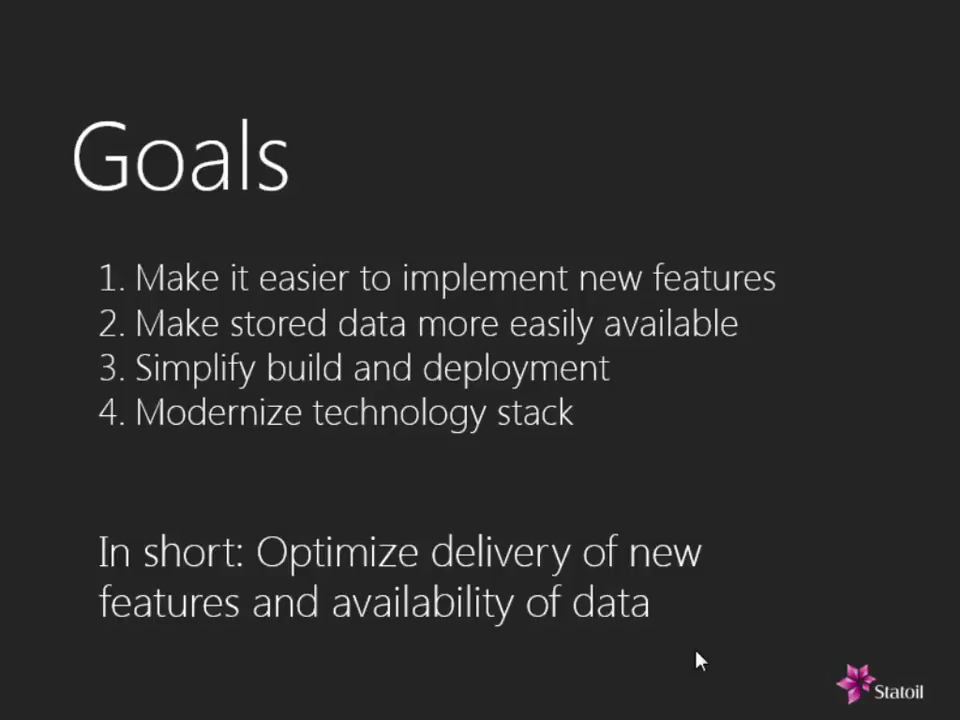 Goals
1. Make it easier to implement new features
2. Make stored data more easily available
3. Simplify build and deployment
4. Modernize technology stack
In short: Optimize delivery of new
features and availability of data
Statoil